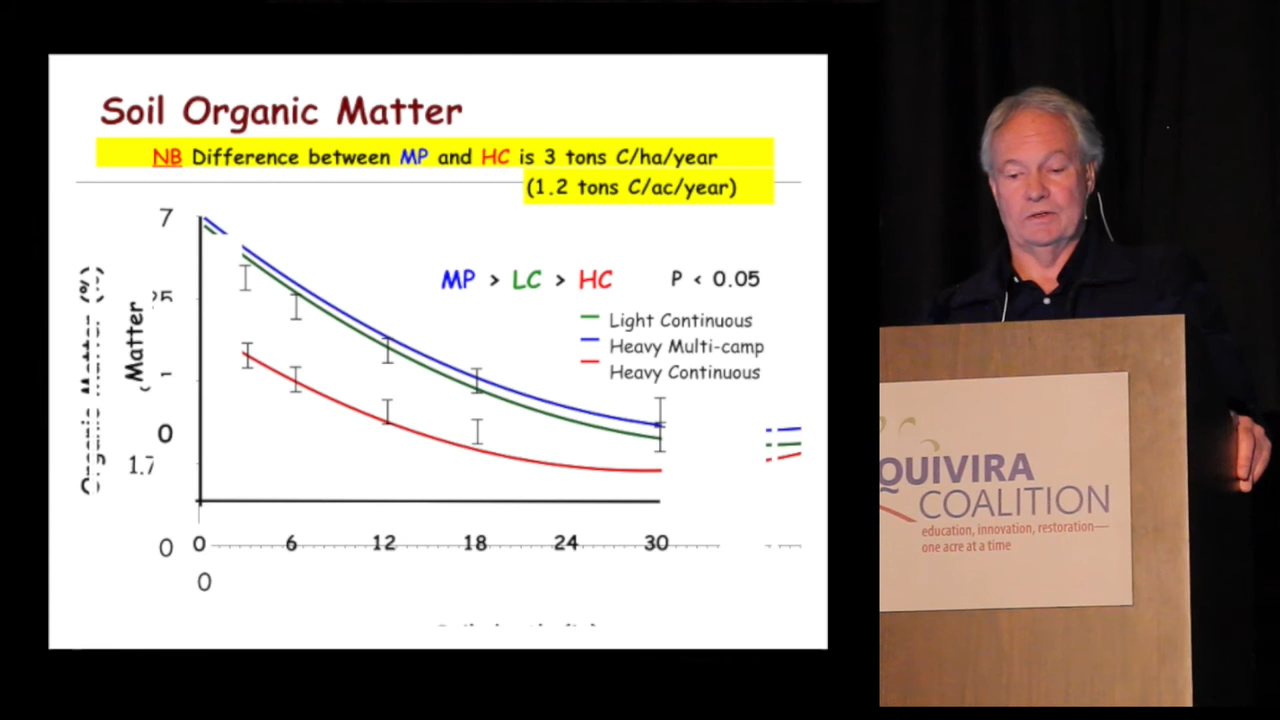 Soil Organic Matter
NB Difference between MP and HC is 3 tons C/ha/year
(1.2 tons C/ac/year)
7
MP > LC > HC P < 0.05
Light Continuous
Heavy Multi-camp
Heavy Continuous
Matter
0
1.7
0 0 6 12 18 24 30
0
QUIVIRA
COALITION
education, innovation, restoration—
one acre at a time